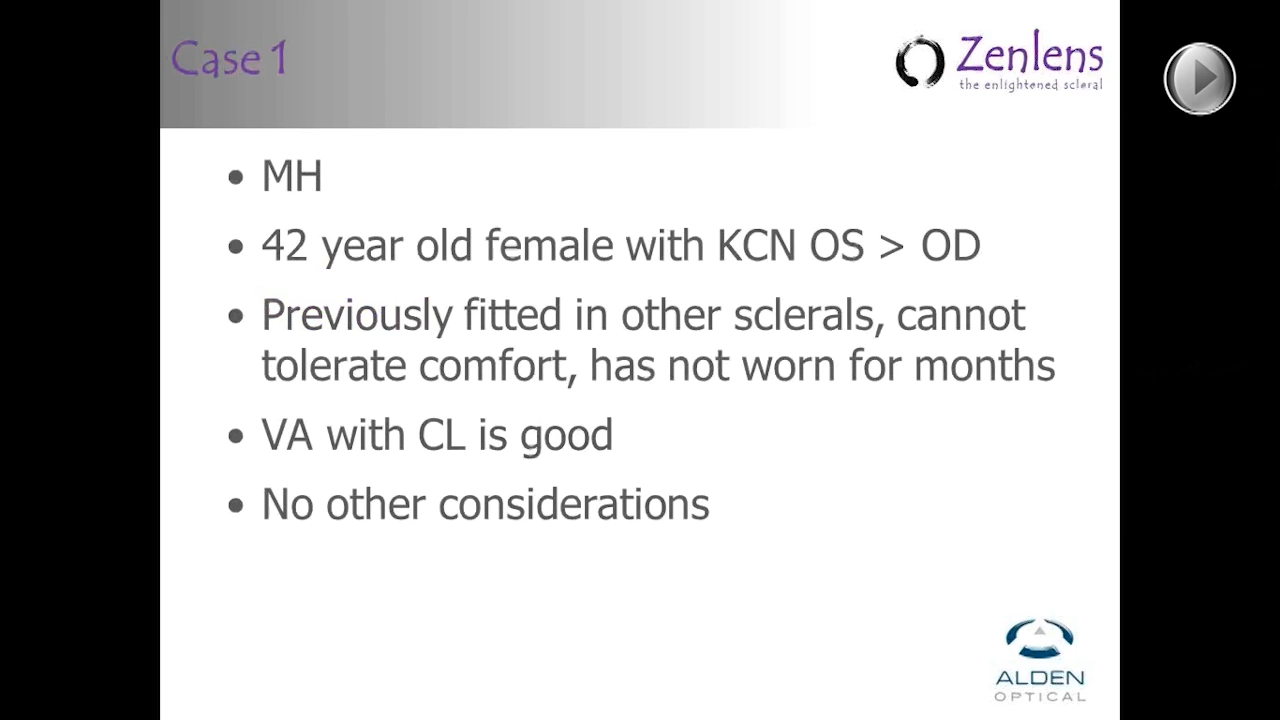 Case 1
Zenlens
the enlightened scleral
• MH
• 42 year old female with KCN OS > OD
• Previously fitted in other sclerals, cannot
tolerate comfort, has not worn for months
• VA with CL is good
• No other considerations
ALDEN
OPTICAL